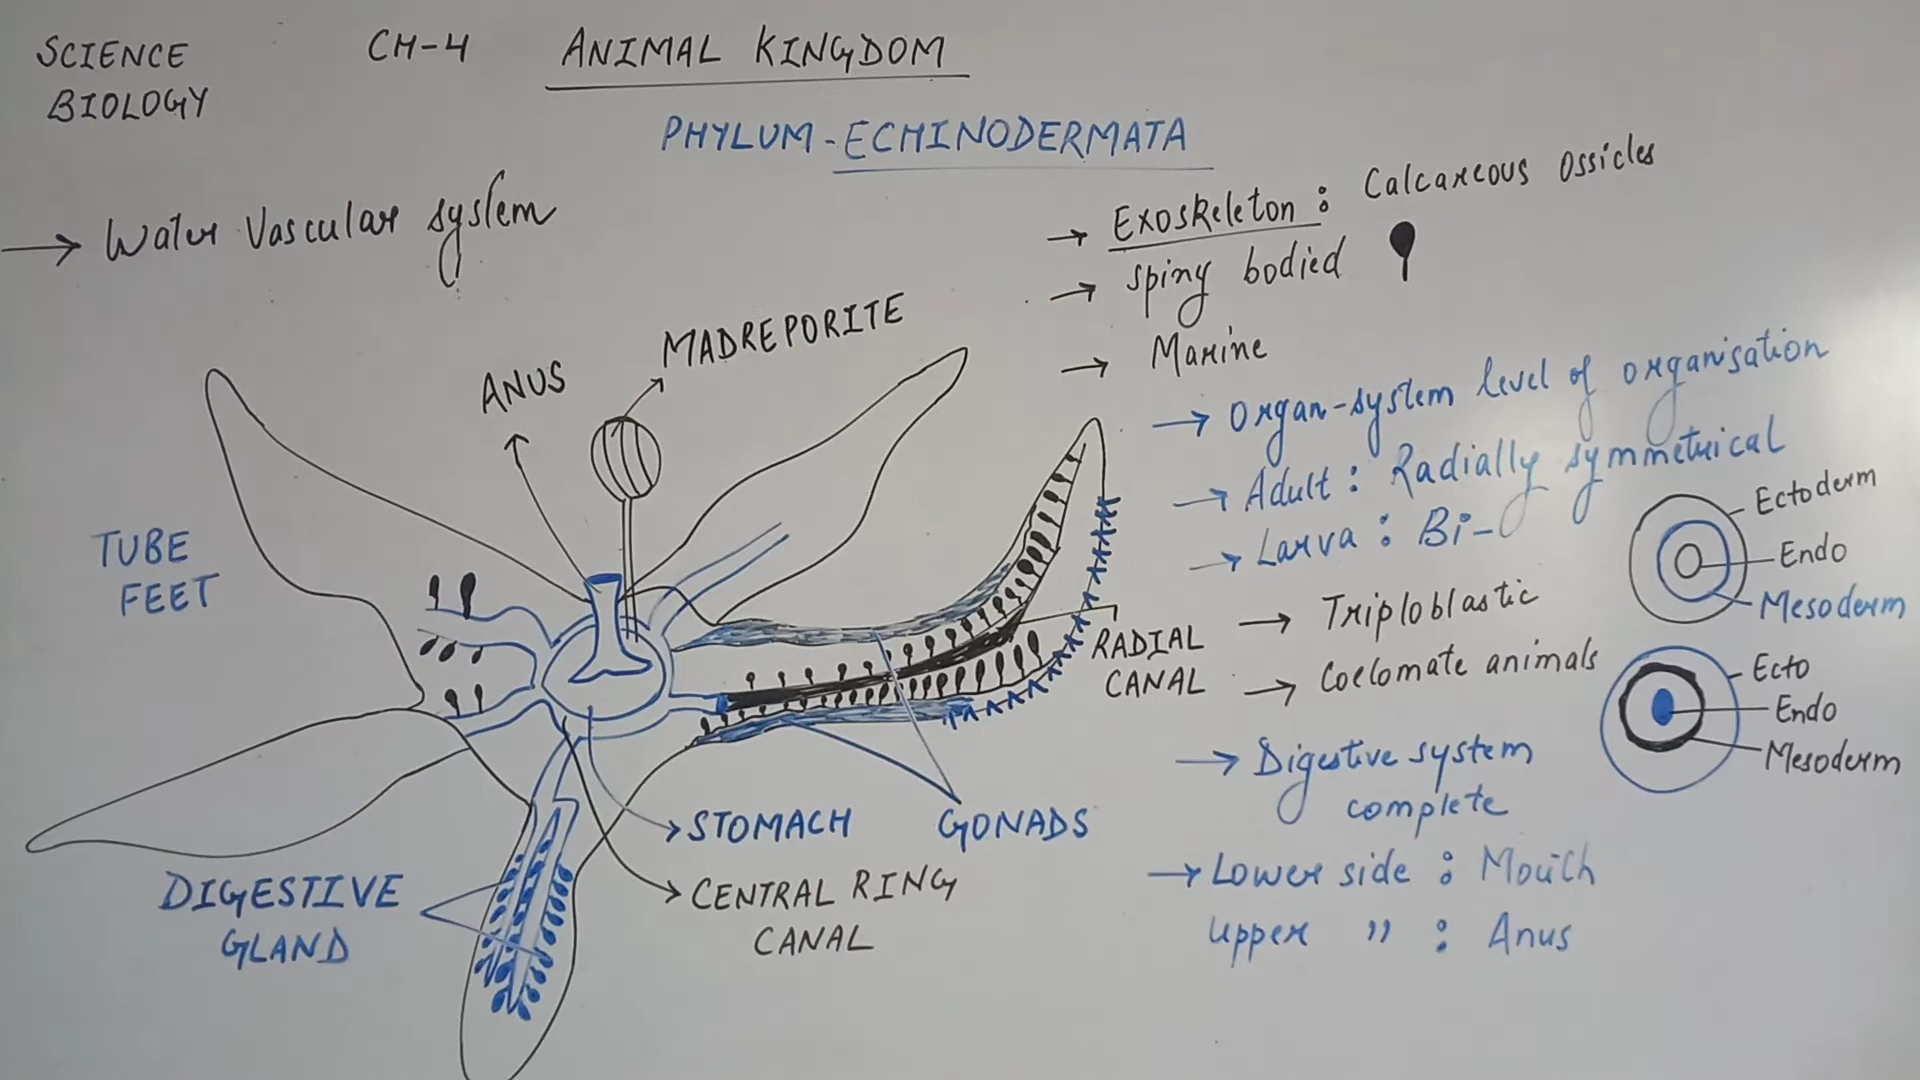 SCIENCE
BIOLOGY
CH-4 ANIMAL KINGDOM
PHYLUM - ECHINODERMATA
→ Water Vascular system
ANUS
MADREPORITE
TUBE
FEET
RADIAL
CANAL
STOMACH
GONADS
CENTRAL RING
CANAL
DIGESTIVE
GLAND
→ Exoskeleton : Calcareous ossicles
→ spiny bodied
→ Marine
→ Organ-system level of organisation
→ Adult : Radially symmetrical
→ Larva : Bi-
→ Triploblastic
→ Coelomate animals
→ Digestive system
complete
→ Lower side : Mouth
upper " : Anus
Ectoderm
Endo
Mesoderm
Ecto
Endo
Mesoderm